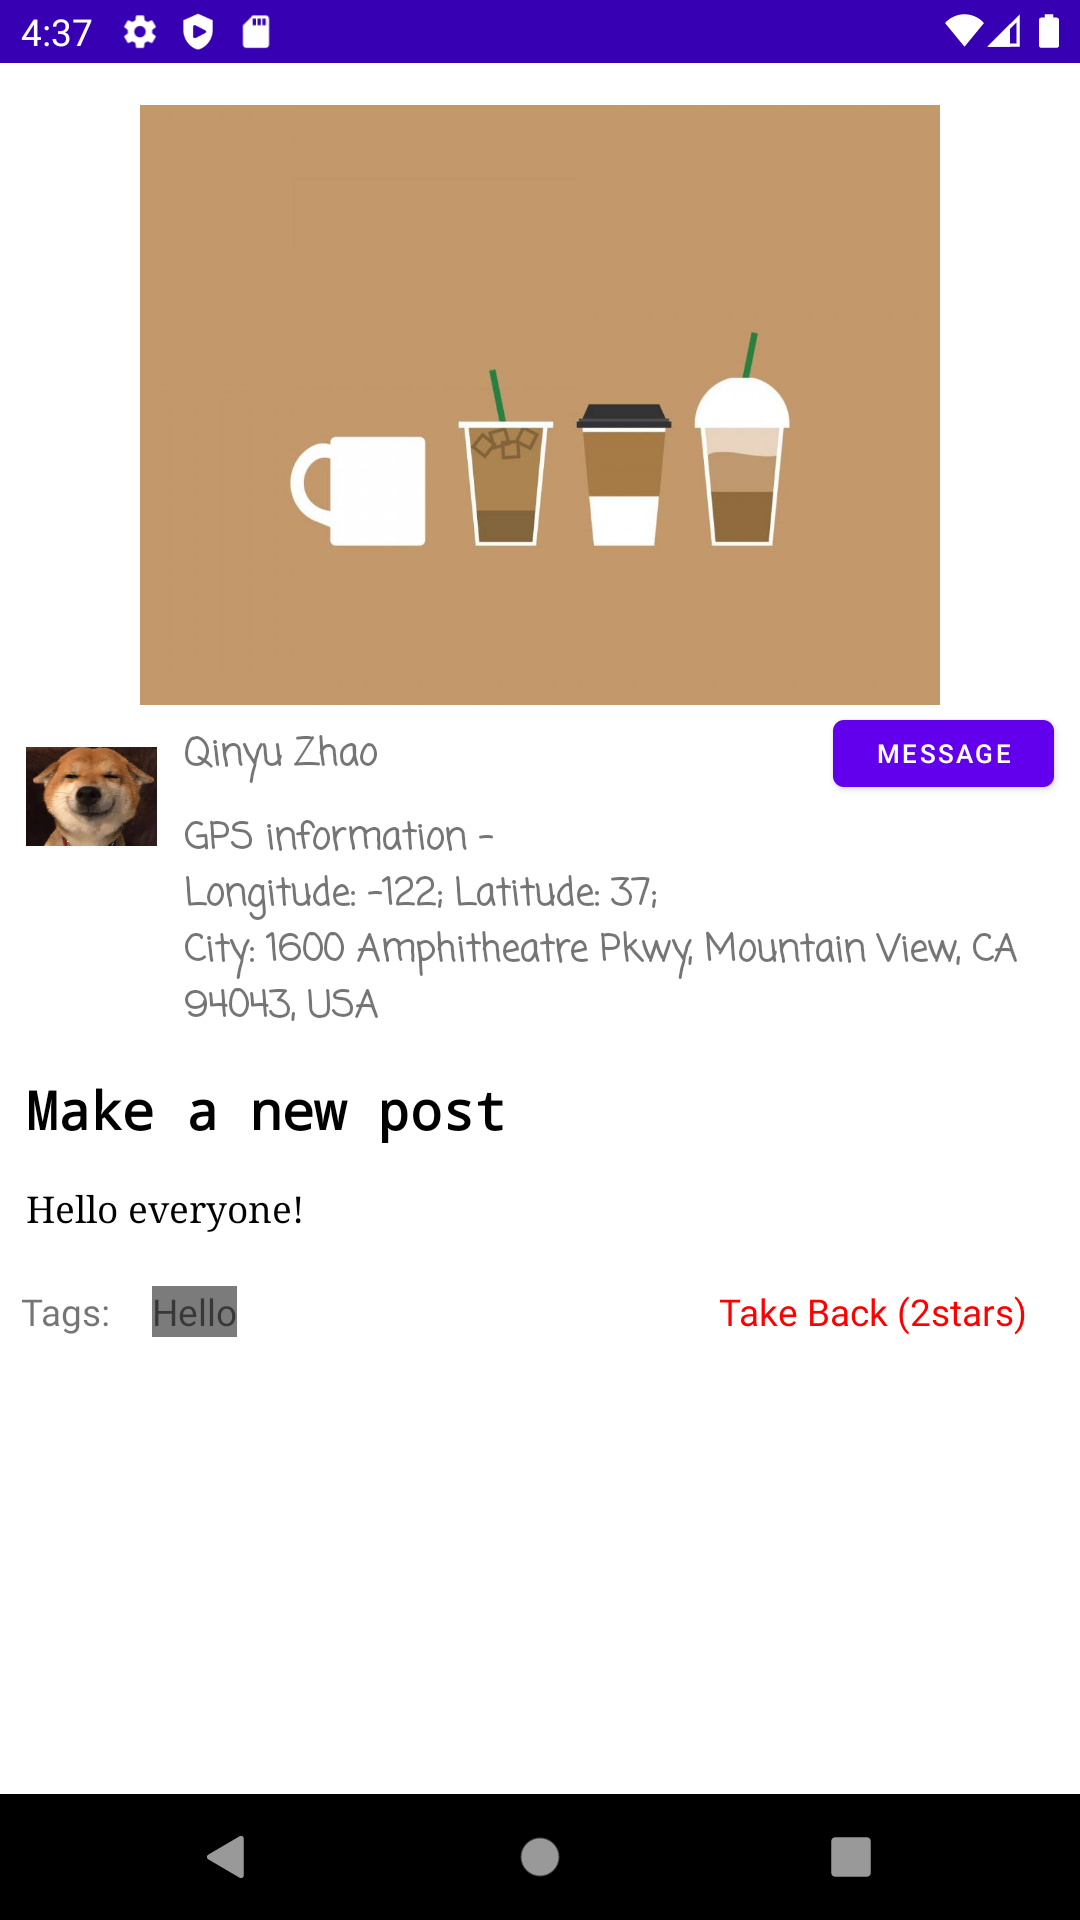 4:37
Qinyu Zhao
MESSAGE
GPS information -
Longitude: -122; Latitude: 37;
City: 1600 Amphitheatre Pkwy, Mountain View, CA
94043, USA
Make a new post
Hello everyone!
Tags: Hello
Take Back (2stars)